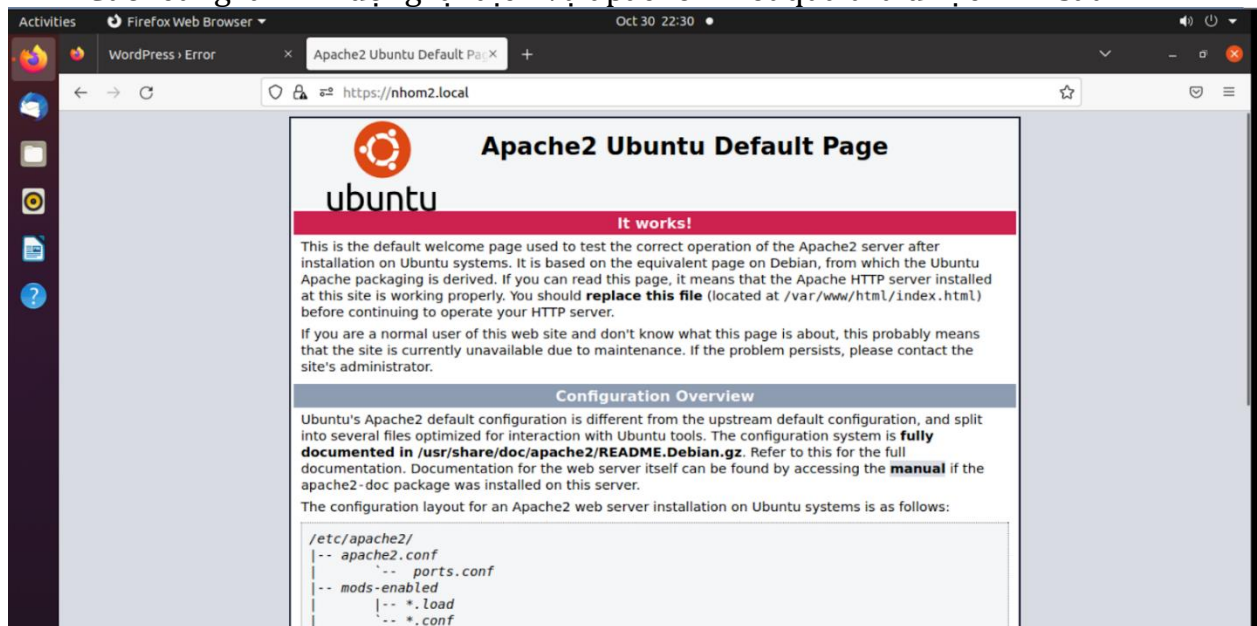 Activities Firefox Web Browser Oct 30 22:30
WordPress › Error Apache2 Ubuntu Default Pag
https://nhom2.local
ubuntu
Apache2 Ubuntu Default Page
It works!
This is the default welcome page used to test the correct operation of the Apache2 server after
installation on Ubuntu systems. It is based on the equivalent page on Debian, from which the Ubuntu
Apache packaging is derived. If you can read this page, it means that the Apache HTTP server installed
at this site is working properly. You should replace this file (located at /var/www/html/index.html)
before continuing to operate your HTTP server.
If you are a normal user of this web site and don't know what this page is about, this probably means
that the site is currently unavailable due to maintenance. If the problem persists, please contact the
site's administrator.
Configuration Overview
Ubuntu's Apache2 default configuration is different from the upstream default configuration, and split
into several files optimized for interaction with Ubuntu tools. The configuration system is fully
documented in /usr/share/doc/apache2/README.Debian.gz. Refer to this for the full
documentation. Documentation for the web server itself can be found by accessing the manual if the
apache2-doc package was installed on this server.
The configuration layout for an Apache2 web server installation on Ubuntu systems is as follows:
/etc/apache2/
|-- apache2.conf
| `-- ports.conf
|-- mods-enabled
| |-- *.load
| `-- *.conf